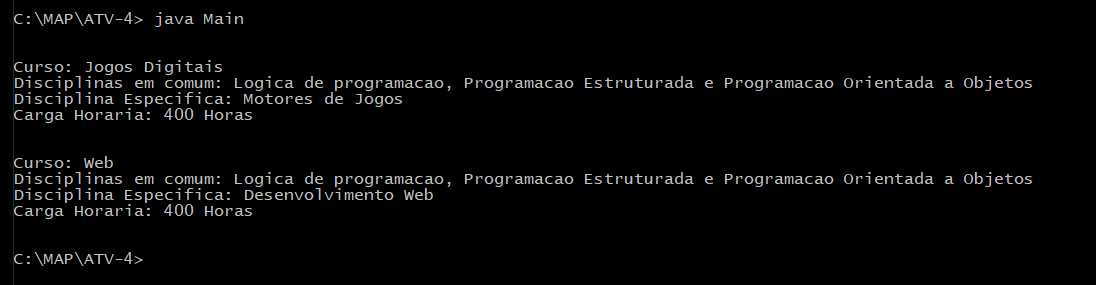 C:\MAP\ATV-4> java Main
Curso: Jogos Digitais
Disciplinas em comum: Logica de programacao, Programacao Estruturada e Programacao Orientada a Objetos
Disciplina Especifica: Motores de Jogos
Carga Horaria: 400 Horas
Curso: Web
Disciplinas em comum: Logica de programacao, Programacao Estruturada e Programacao Orientada a Objetos
Disciplina Especifica: Desenvolvimento Web
Carga Horaria: 400 Horas
C:\MAP\ATV-4>